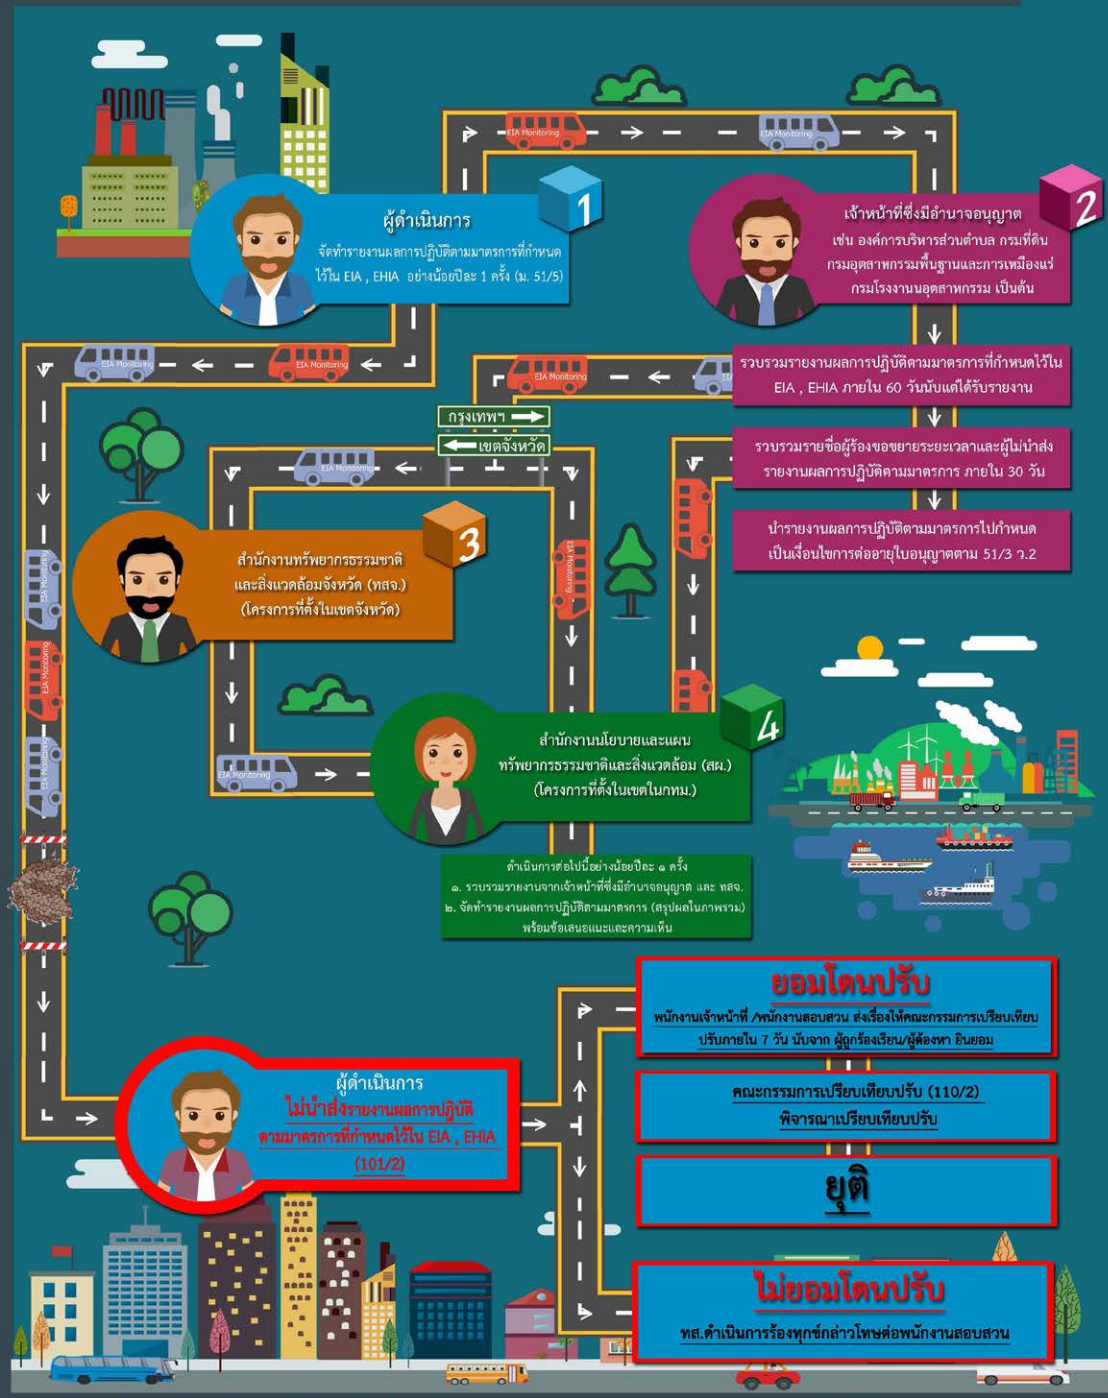 ผู้ดำเนินการ
จัดทำรายงานผลการปฏิบัติตามมาตรการที่กำหนด
ไว้ใน EIA , EHIA อย่างน้อยปีละ 1 ครั้ง (ม. 51/5)
1
เจ้าหน้าที่ซึ่งมีอำนาจอนุญาต
เช่น องค์การบริหารส่วนตำบล กรมที่ดิน
กรมอุตสาหกรรมพื้นฐานและการเหมืองแร่
กรมโรงงานนอุตสาหกรรม เป็นต้น
2
EIA Monitoring
EIA Monitoring
EIA Monitoring
EIA Monitoring
EIA Monitoring
รวบรวมรายงานผลการปฏิบัติตามมาตรการที่กำหนดไว้ใน
EIA , EHIA ภายใน 60 วันนับแต่ได้รับรายงาน
กรุงเทพฯ
เขตจังหวัด
รวบรวมรายชื่อผู้ร้องขอขยายระยะเวลาและผู้ไม่นำส่ง
รายงานผลการปฏิบัติตามมาตรการ ภายใน 30 วัน
EIA Monitoring
นำรายงานผลการปฏิบัติตามมาตรการไปกำหนด
เป็นเงื่อนไขการต่ออายุใบอนุญาตตาม 51/3 ว.2
สำนักงานทรัพยากรธรรมชาติ
และสิ่งแวดล้อมจังหวัด (ทสจ.)
(โครงการที่ตั้งในเขตจังหวัด)
3
EIA Monitoring
EIA Monitoring
EIA Monitoring
EIA Monitoring
EIA Monitoring
สำนักงานนโยบายและแผน
ทรัพยากรธรรมชาติและสิ่งแวดล้อม (สผ.)
(โครงการที่ตั้งในเขตในกทม.)
4
ดำเนินการต่อไปนี้อย่างน้อยปีละ ๑ ครั้ง
๑. รวบรวมรายงานจากเจ้าหน้าที่ซึ่งมีอำนาจอนุญาต และ ทสจ.
๒. จัดทำรายงานผลการปฏิบัติตามมาตรการ (สรุปผลในภาพรวม)
พร้อมข้อเสนอแนะและความเห็น
ผู้ดำเนินการ
ไม่นำส่งรายงานผลการปฏิบัติ
ตามมาตรการที่กำหนดไว้ใน EIA , EHIA
(101/2)
ยอมโดนปรับ
พนักงานเจ้าหน้าที่ /พนักงานสอบสวน ส่งเรื่องให้คณะกรรมการเปรียบเทียบ
ปรับภายใน 7 วัน นับจาก ผู้ถูกร้องเรียน/ผู้ต้องหา ยินยอม
คณะกรรมการเปรียบเทียบปรับ (110/2)
พิจารณาเปรียบเทียบปรับ
ยุติ
ไม่ยอมโดนปรับ
ทส.ดำเนินการร้องทุกข์กล่าวโทษต่อพนักงานสอบสวน